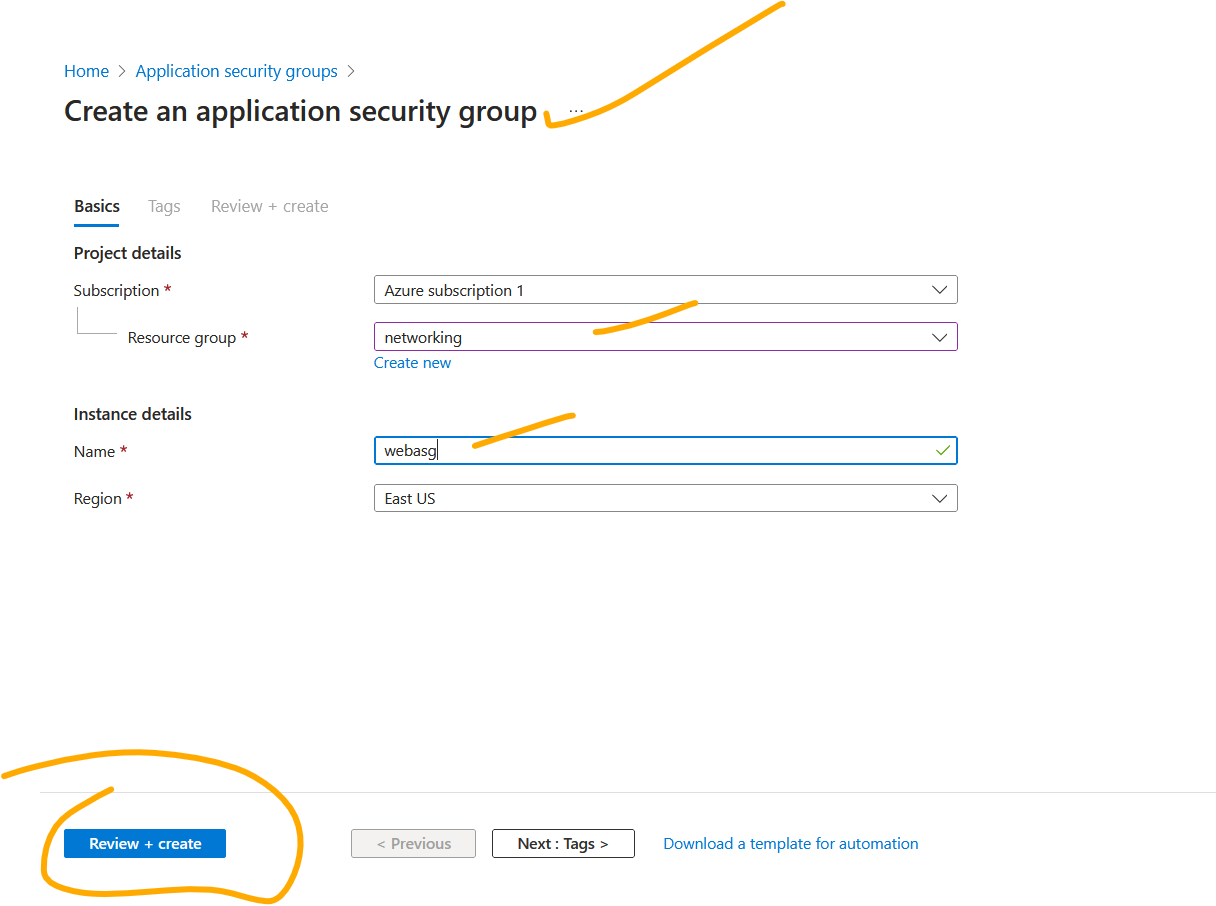 Home > Application security groups >
Create an application security group ...
Basics Tags Review + create
Project details
Subscription * Azure subscription 1
Resource group * networking
Create new
Instance details
Name * webasg
Region * East US
Review + create < Previous Next : Tags > Download a template for automation